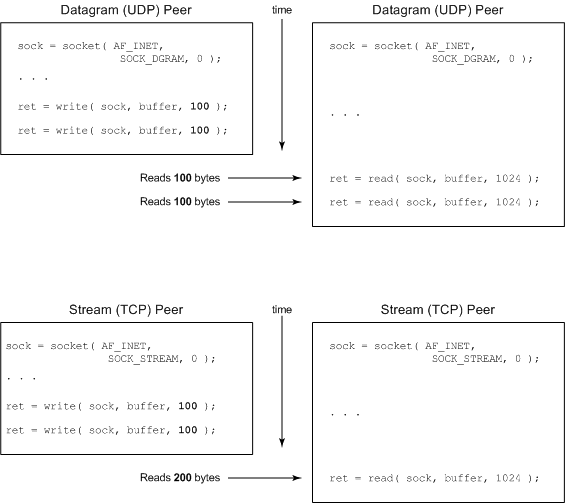 Datagram (UDP) Peer
sock = socket( AF_INET,
SOCK_DGRAM, 0 );
. . .
ret = write( sock, buffer, 100 );
ret = write( sock, buffer, 100 );
time
Datagram (UDP) Peer
sock = socket( AF_INET,
SOCK_DGRAM, 0 );
. . .
Reads 100 bytes
ret = read( sock, buffer, 1024 );
Reads 100 bytes
ret = read( sock, buffer, 1024 );
Stream (TCP) Peer
sock = socket( AF_INET,
SOCK_STREAM, 0 );
. . .
ret = write( sock, buffer, 100 );
ret = write( sock, buffer, 100 );
time
Stream (TCP) Peer
sock = socket( AF_INET,
SOCK_STREAM, 0 );
. . .
Reads 200 bytes
ret = read( sock, buffer, 1024 );